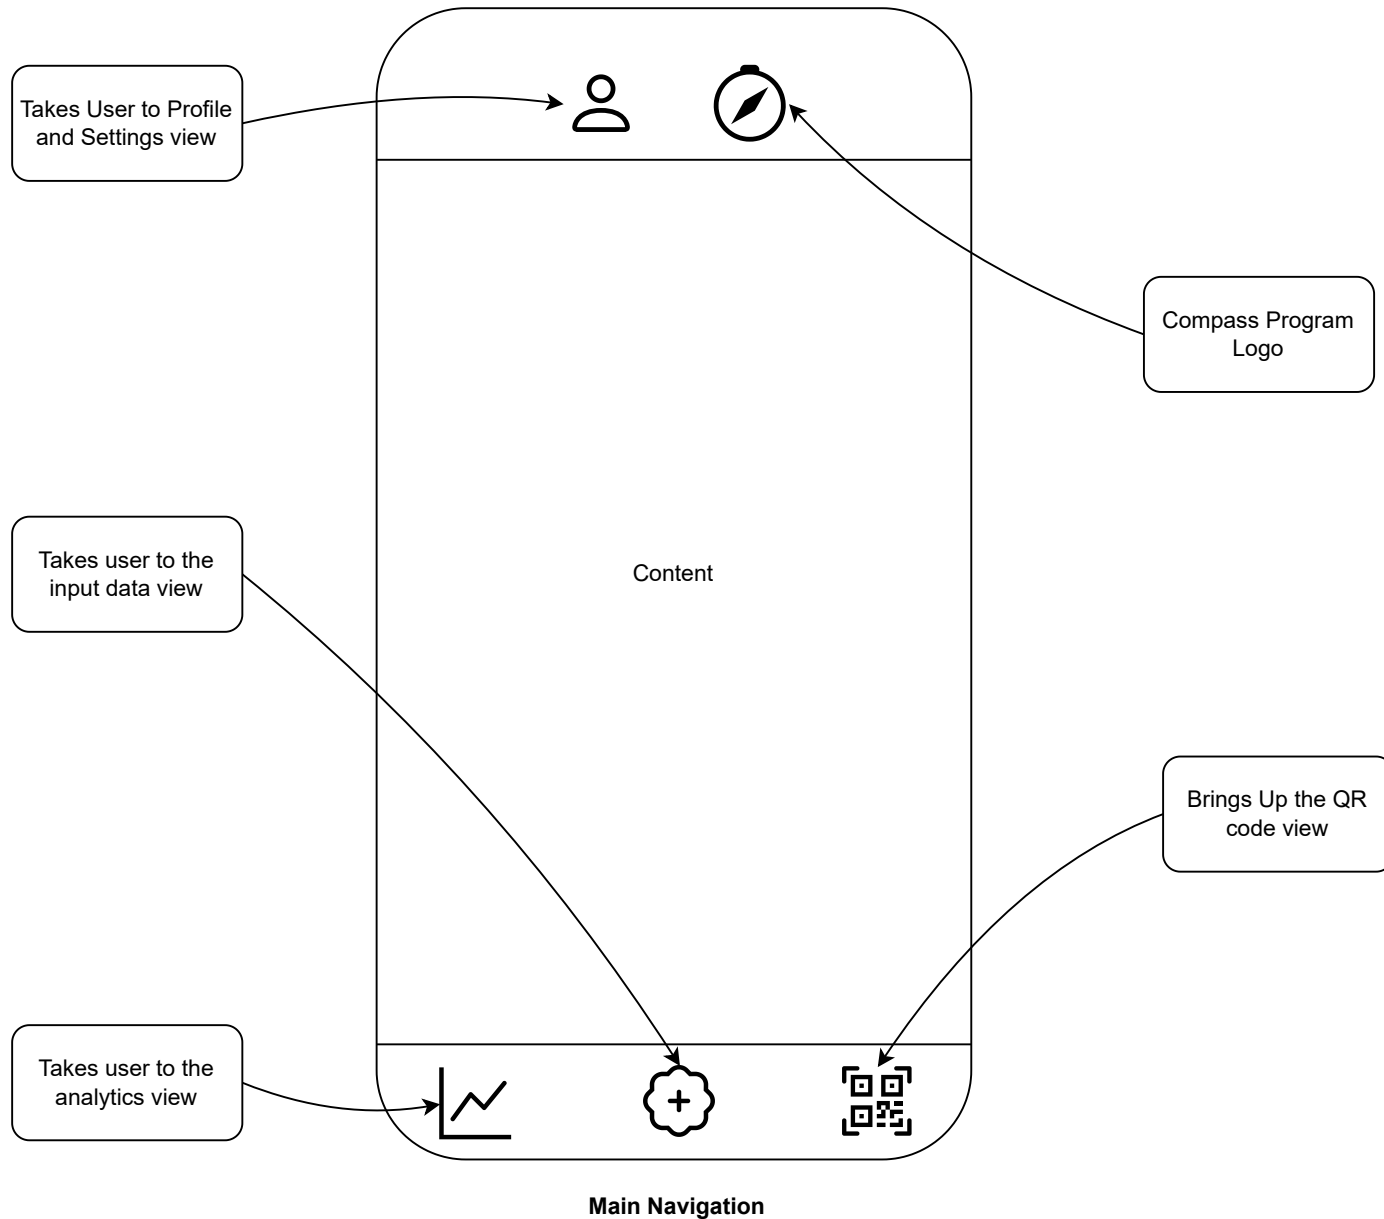 Takes User to Profile
and Settings view
Compass Program
Logo
Takes user to the
input data view
Content
Brings Up the QR
code view
Takes user to the
analytics view
Main Navigation